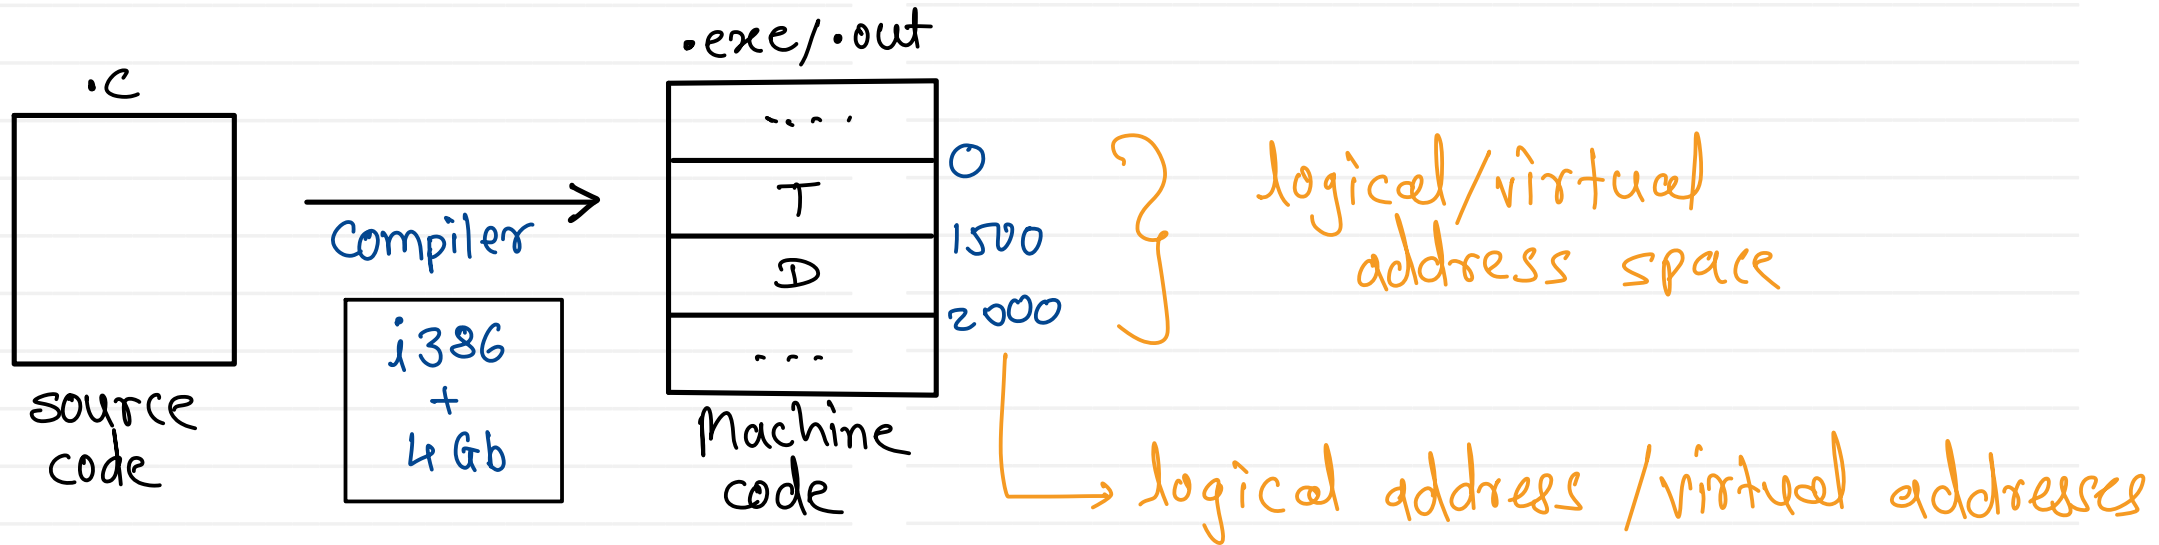 .c
source
code
compiler
i386
+
4 Gb
.exe/.out
....
T
D
...
0
1500
2000
Machine
code
logical/virtual
address space
logical address /virtual addresses